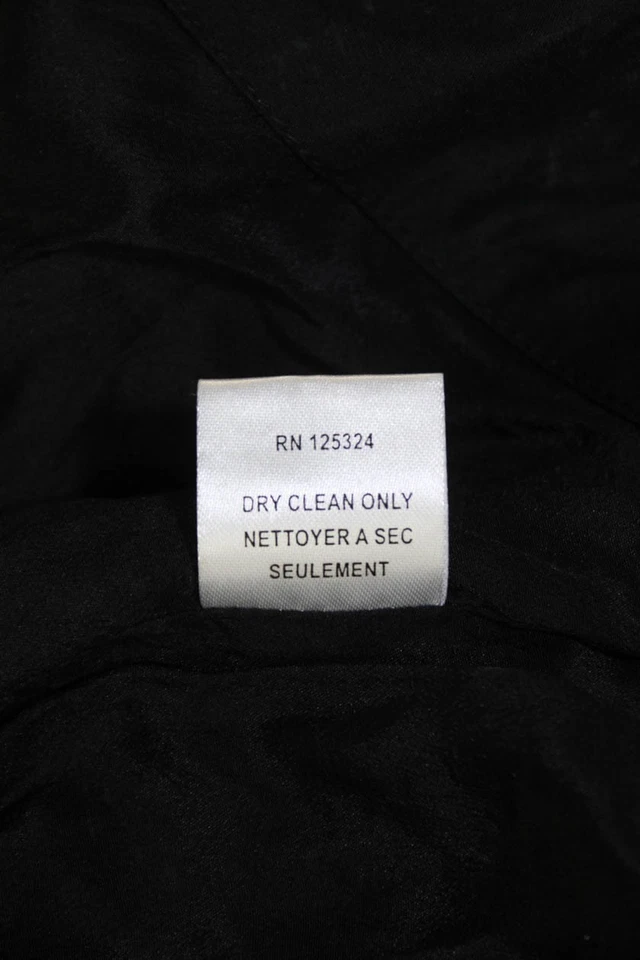 RN 125324
DRY CLEAN ONLY
NETTOYER A SEC
SEULEMENT